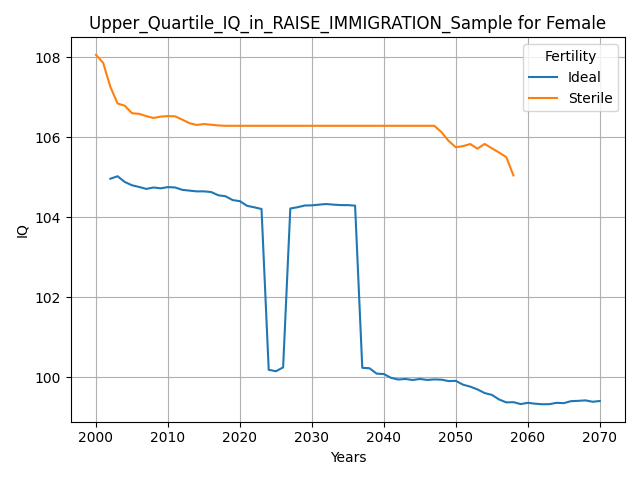 Upper_Quartile_IQ_in_RAISE_IMMIGRATION_Sample for Female
Fertility
Ideal
Sterile
IQ
108
106
104
102
100
2000 2010 2020 2030 2040 2050 2060 2070
Years